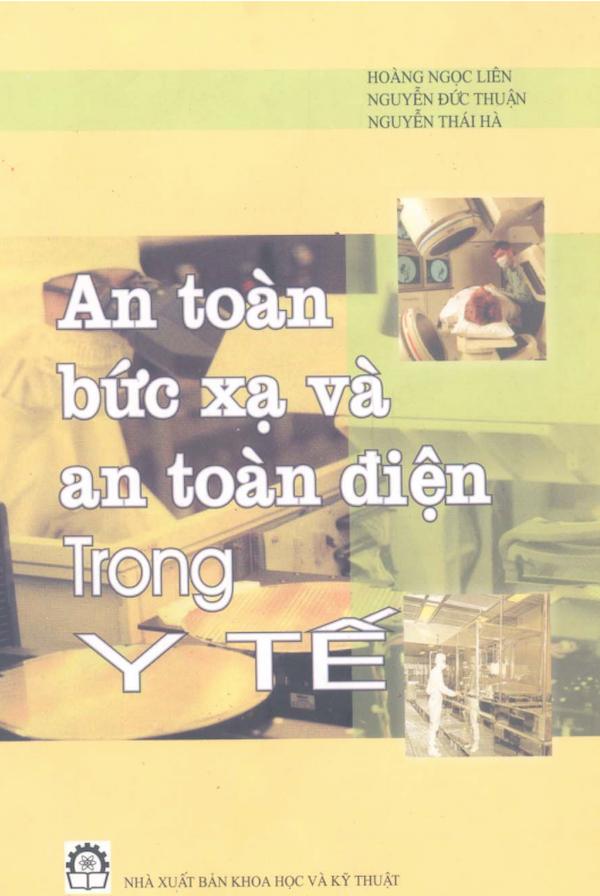 HOÀNG NGỌC LIÊN
NGUYỄN ĐỨC THUẬN
NGUYỄN THÁI HÀ
An toàn
bức xạ và
an toàn điện
Trong
Y TẾ
NHÀ XUẤT BẢN KHOA HỌC VÀ KỸ THUẬT